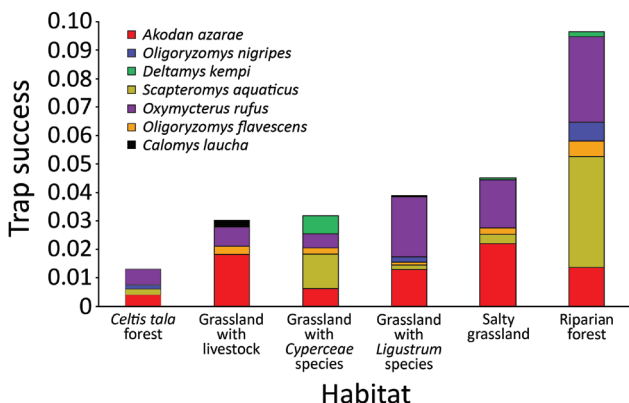 0.10
0.09
0.08
0.07
0.06
0.05
0.04
0.03
0.02
0.01
0
Trap success
Akodan azarae
Oligoryzomys nigripes
Deltamys kempi
Scapteromys aquaticus
Oxymycterus rufus
Oligoryzomys flavescens
Calomys laucha
Celtis tala
forest
Grassland
with
livestock
Grassland
with
Cyperceae
species
Grassland
with
Ligustrum
species
Salty
grassland
Riparian
forest
Habitat